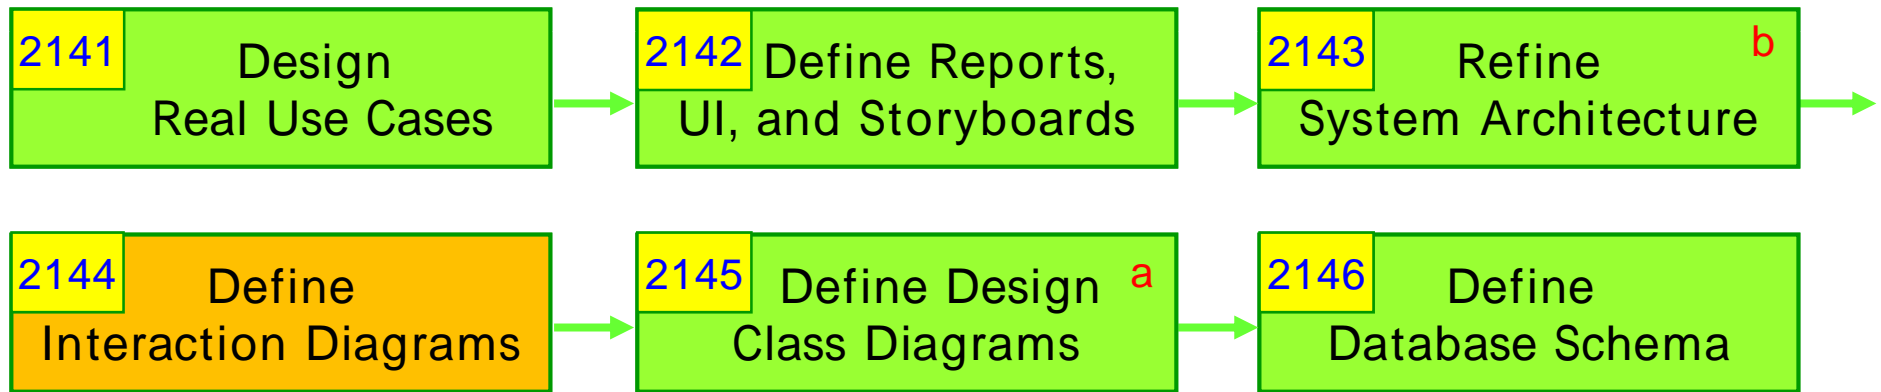 2141
Design
Real Use Cases
2142
Define Reports,
UI, and Storyboards
2143
Refine
b
System Architecture
2144
Define
Interaction Diagrams
2145
Define Design
a
Class Diagrams
2146
Define
Database Schema